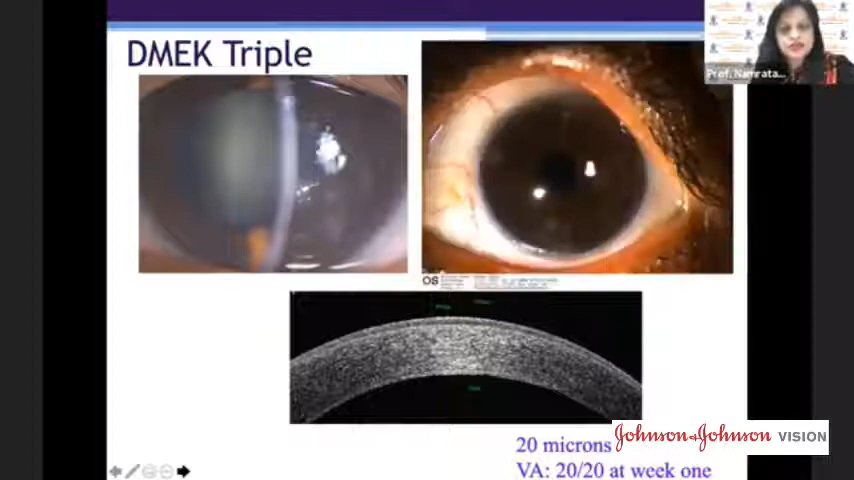 DMEK Triple
Prof. Namrata...
OS
20 microns
Johnson+Johnson VISION
VA: 20/20 at week one